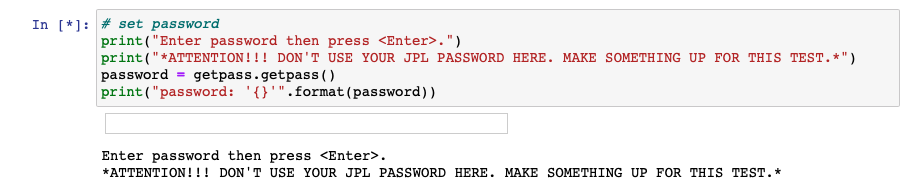 In [*]: # set password
print("Enter password then press <Enter>.")
print("*ATTENTION!!! DON'T USE YOUR JPL PASSWORD HERE. MAKE SOMETHING UP FOR THIS TEST.*")
password = getpass.getpass()
print("password: '{}'".format(password))
Enter password then press <Enter>.
*ATTENTION!!! DON'T USE YOUR JPL PASSWORD HERE. MAKE SOMETHING UP FOR THIS TEST.*